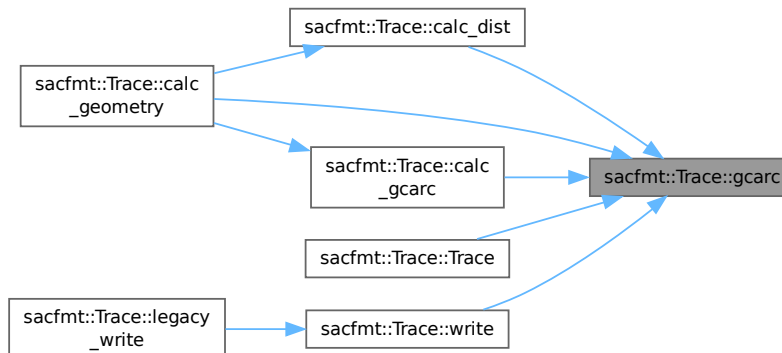 sacfmt::Trace::calc_dist
sacfmt::Trace::calc
_geometry
sacfmt::Trace::calc
_gcarc
sacfmt::Trace::gcarc
sacfmt::Trace::Trace
sacfmt::Trace::legacy
_write
sacfmt::Trace::write